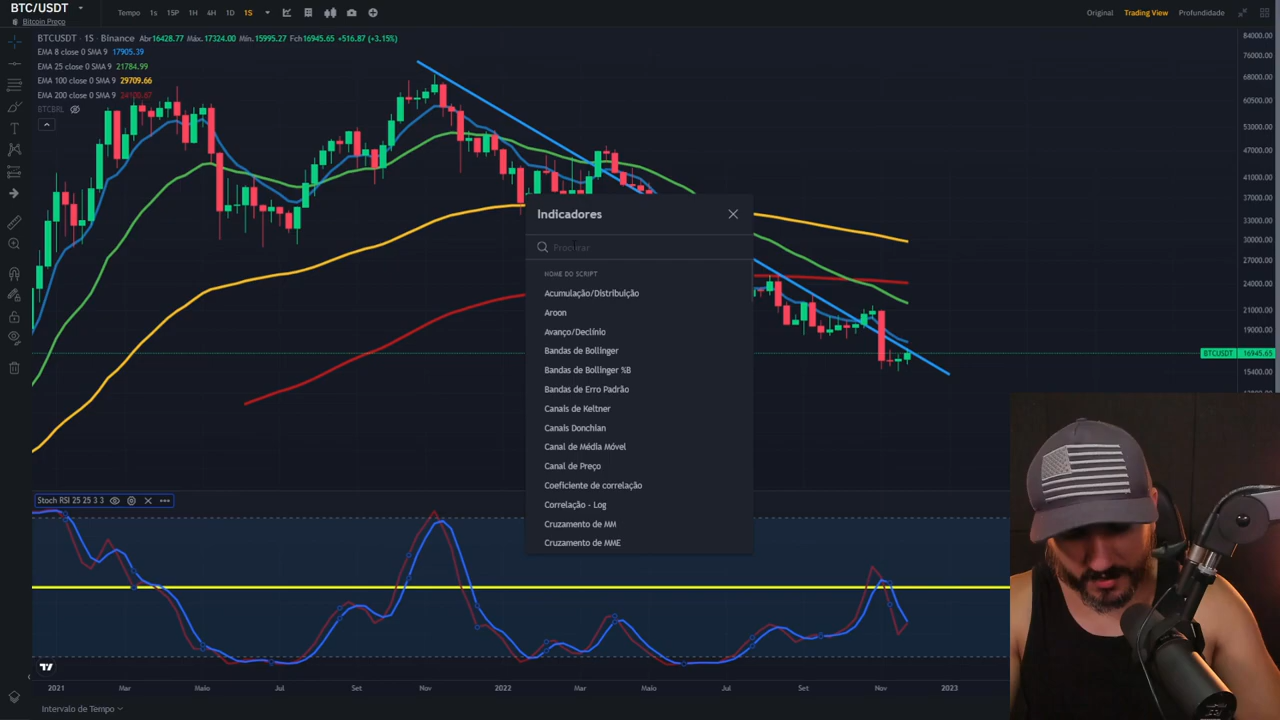 BTC/USDT
Bitcoin Preço
Tempo 1s 15P 1H 4H 1D 1S
Original Trading View Profundidade
BTCUSDT · 1S · Binance Abr16428.77 Máx.17324.00 Mín.15995.27 Fch16945.65 +516.87 (+3.15%)
EMA 8 close 0 SMA 9 17905.39
EMA 25 close 0 SMA 9 21784.99
EMA 100 close 0 SMA 9 29709.66
EMA 200 close 0 SMA 9
BTCBRL
84000.00
76000.00
68000.00
60500.00
53000.00
47000.00
41000.00
37000.00
33000.00
30000.00
27000.00
24000.00
21000.00
19000.00
BTCUSDT 16945.65
15400.00
Indicadores
Procurar
NOME DO SCRIPT
Acumulação/Distribuição
Aroon
Avanço/Declínio
Bandas de Bollinger
Bandas de Bollinger %B
Bandas de Erro Padrão
Canais de Keltner
Canais Donchian
Canal de Média Móvel
Canal de Preço
Coeficiente de correlação
Correlação - Log
Cruzamento de MM
Cruzamento de MME
Stoch RSI 25 25 3 3
2021 Mar Maio Jul Set Nov 2022 Mar Maio Jul Set Nov 2023
Intervalo de Tempo